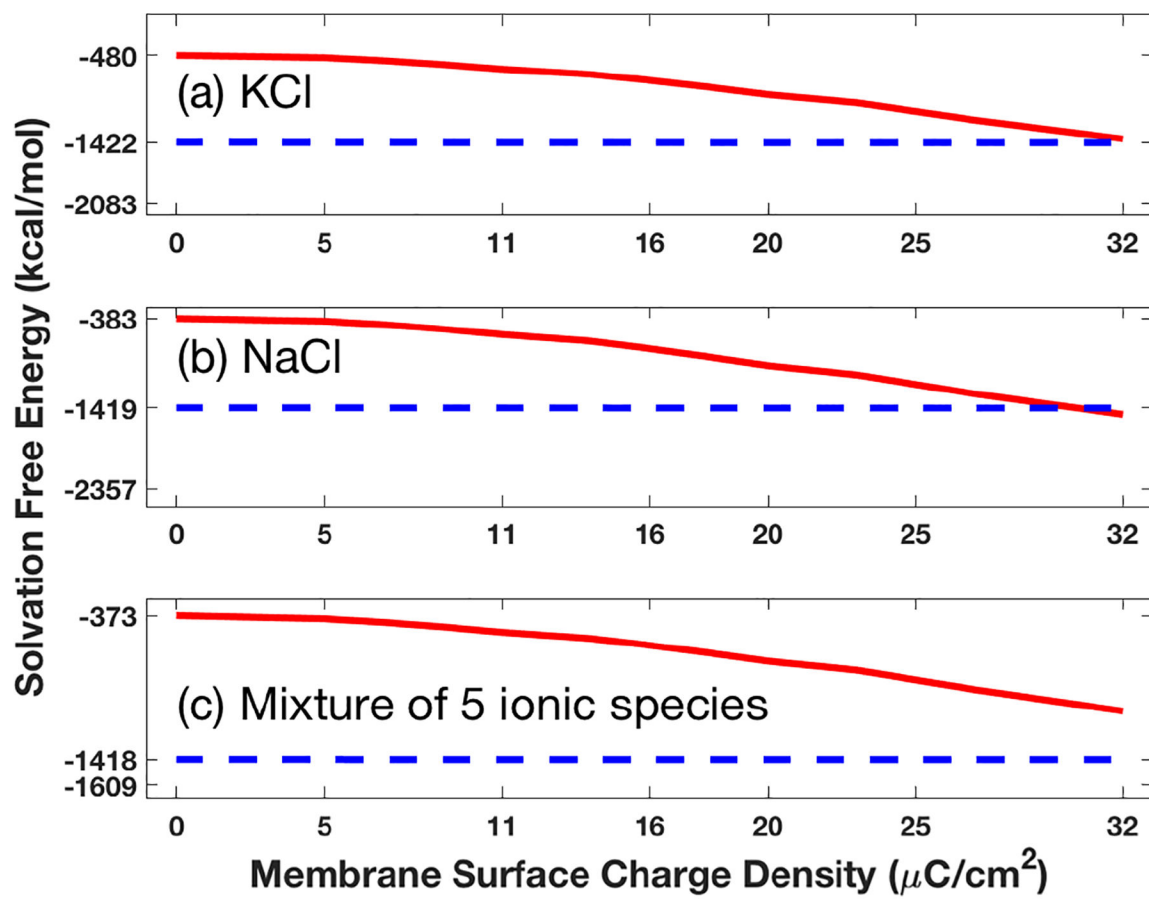 Solvation Free Energy (kcal/mol)
-480
(a) KCl
-1422
-2083
0 5 11 16 20 25 32
-383
(b) NaCl
-1419
-2357
0 5 11 16 20 25 32
-373
(c) Mixture of 5 ionic species
-1418
-1609
0 5 11 16 20 25 32
Membrane Surface Charge Density (μC/cm²)